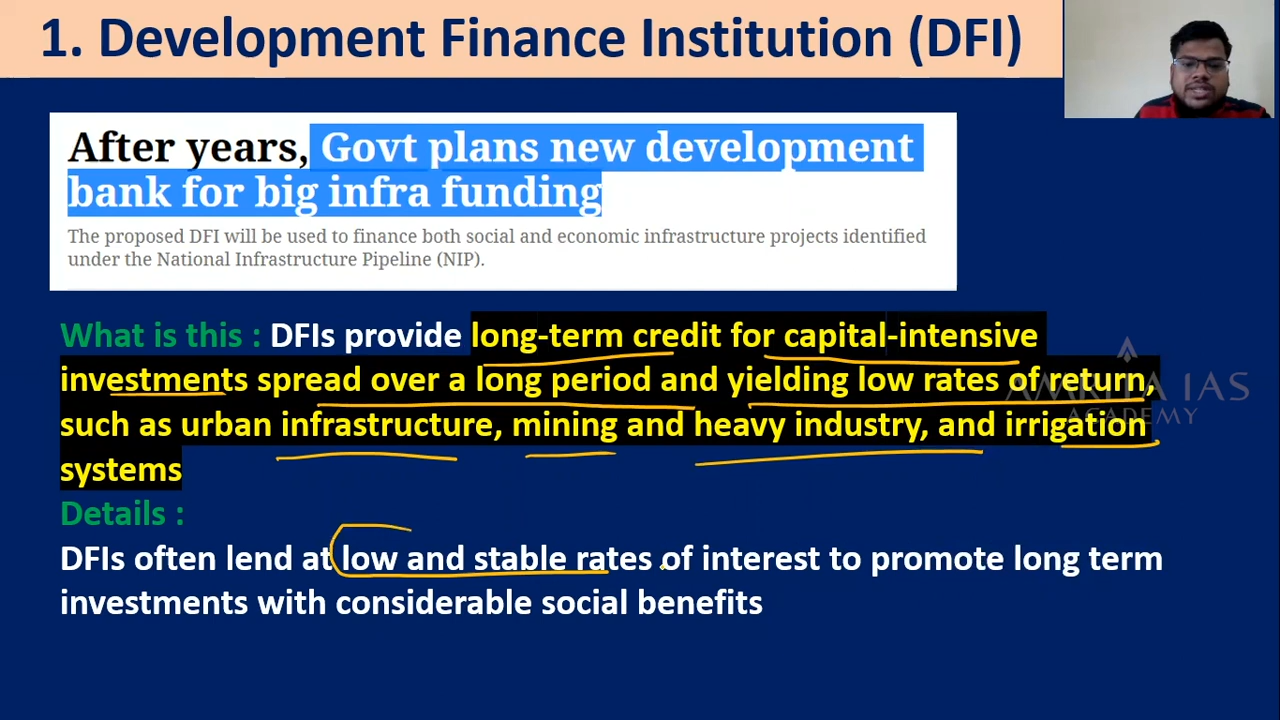 1. Development Finance Institution (DFI)
After years, Govt plans new development
bank for big infra funding
The proposed DFI will be used to finance both social and economic infrastructure projects identified
under the National Infrastructure Pipeline (NIP).
What is this : DFIs provide long-term credit for capital-intensive
investments spread over a long period and yielding low rates of return,
such as urban infrastructure, mining and heavy industry, and irrigation
systems
AMRITA IAS
ACADEMY
Details :
DFIs often lend at low and stable rates of interest to promote long term
investments with considerable social benefits